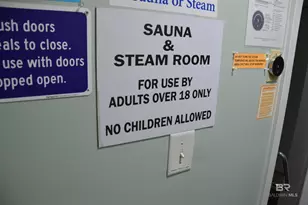 Sauna or Steam
ush doors
als to close.
use with doors
opped open.
SAUNA
&
STEAM ROOM
FOR USE BY
ADULTS OVER 18 ONLY
NO CHILDREN ALLOWED